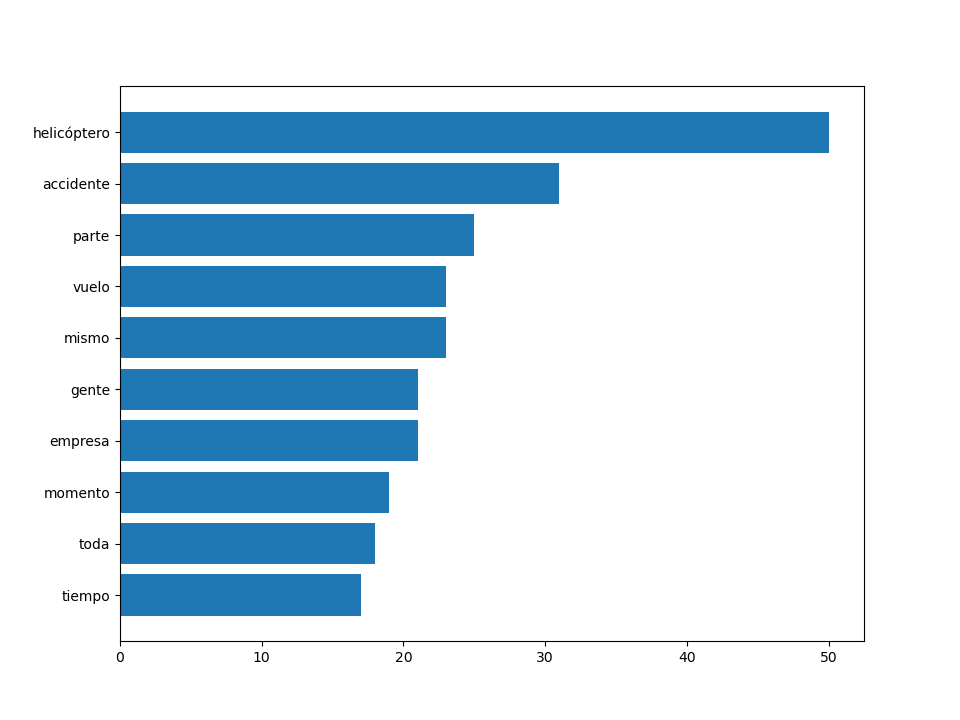 helicóptero
accidente
parte
vuelo
mismo
gente
empresa
momento
toda
tiempo
0 10 20 30 40 50